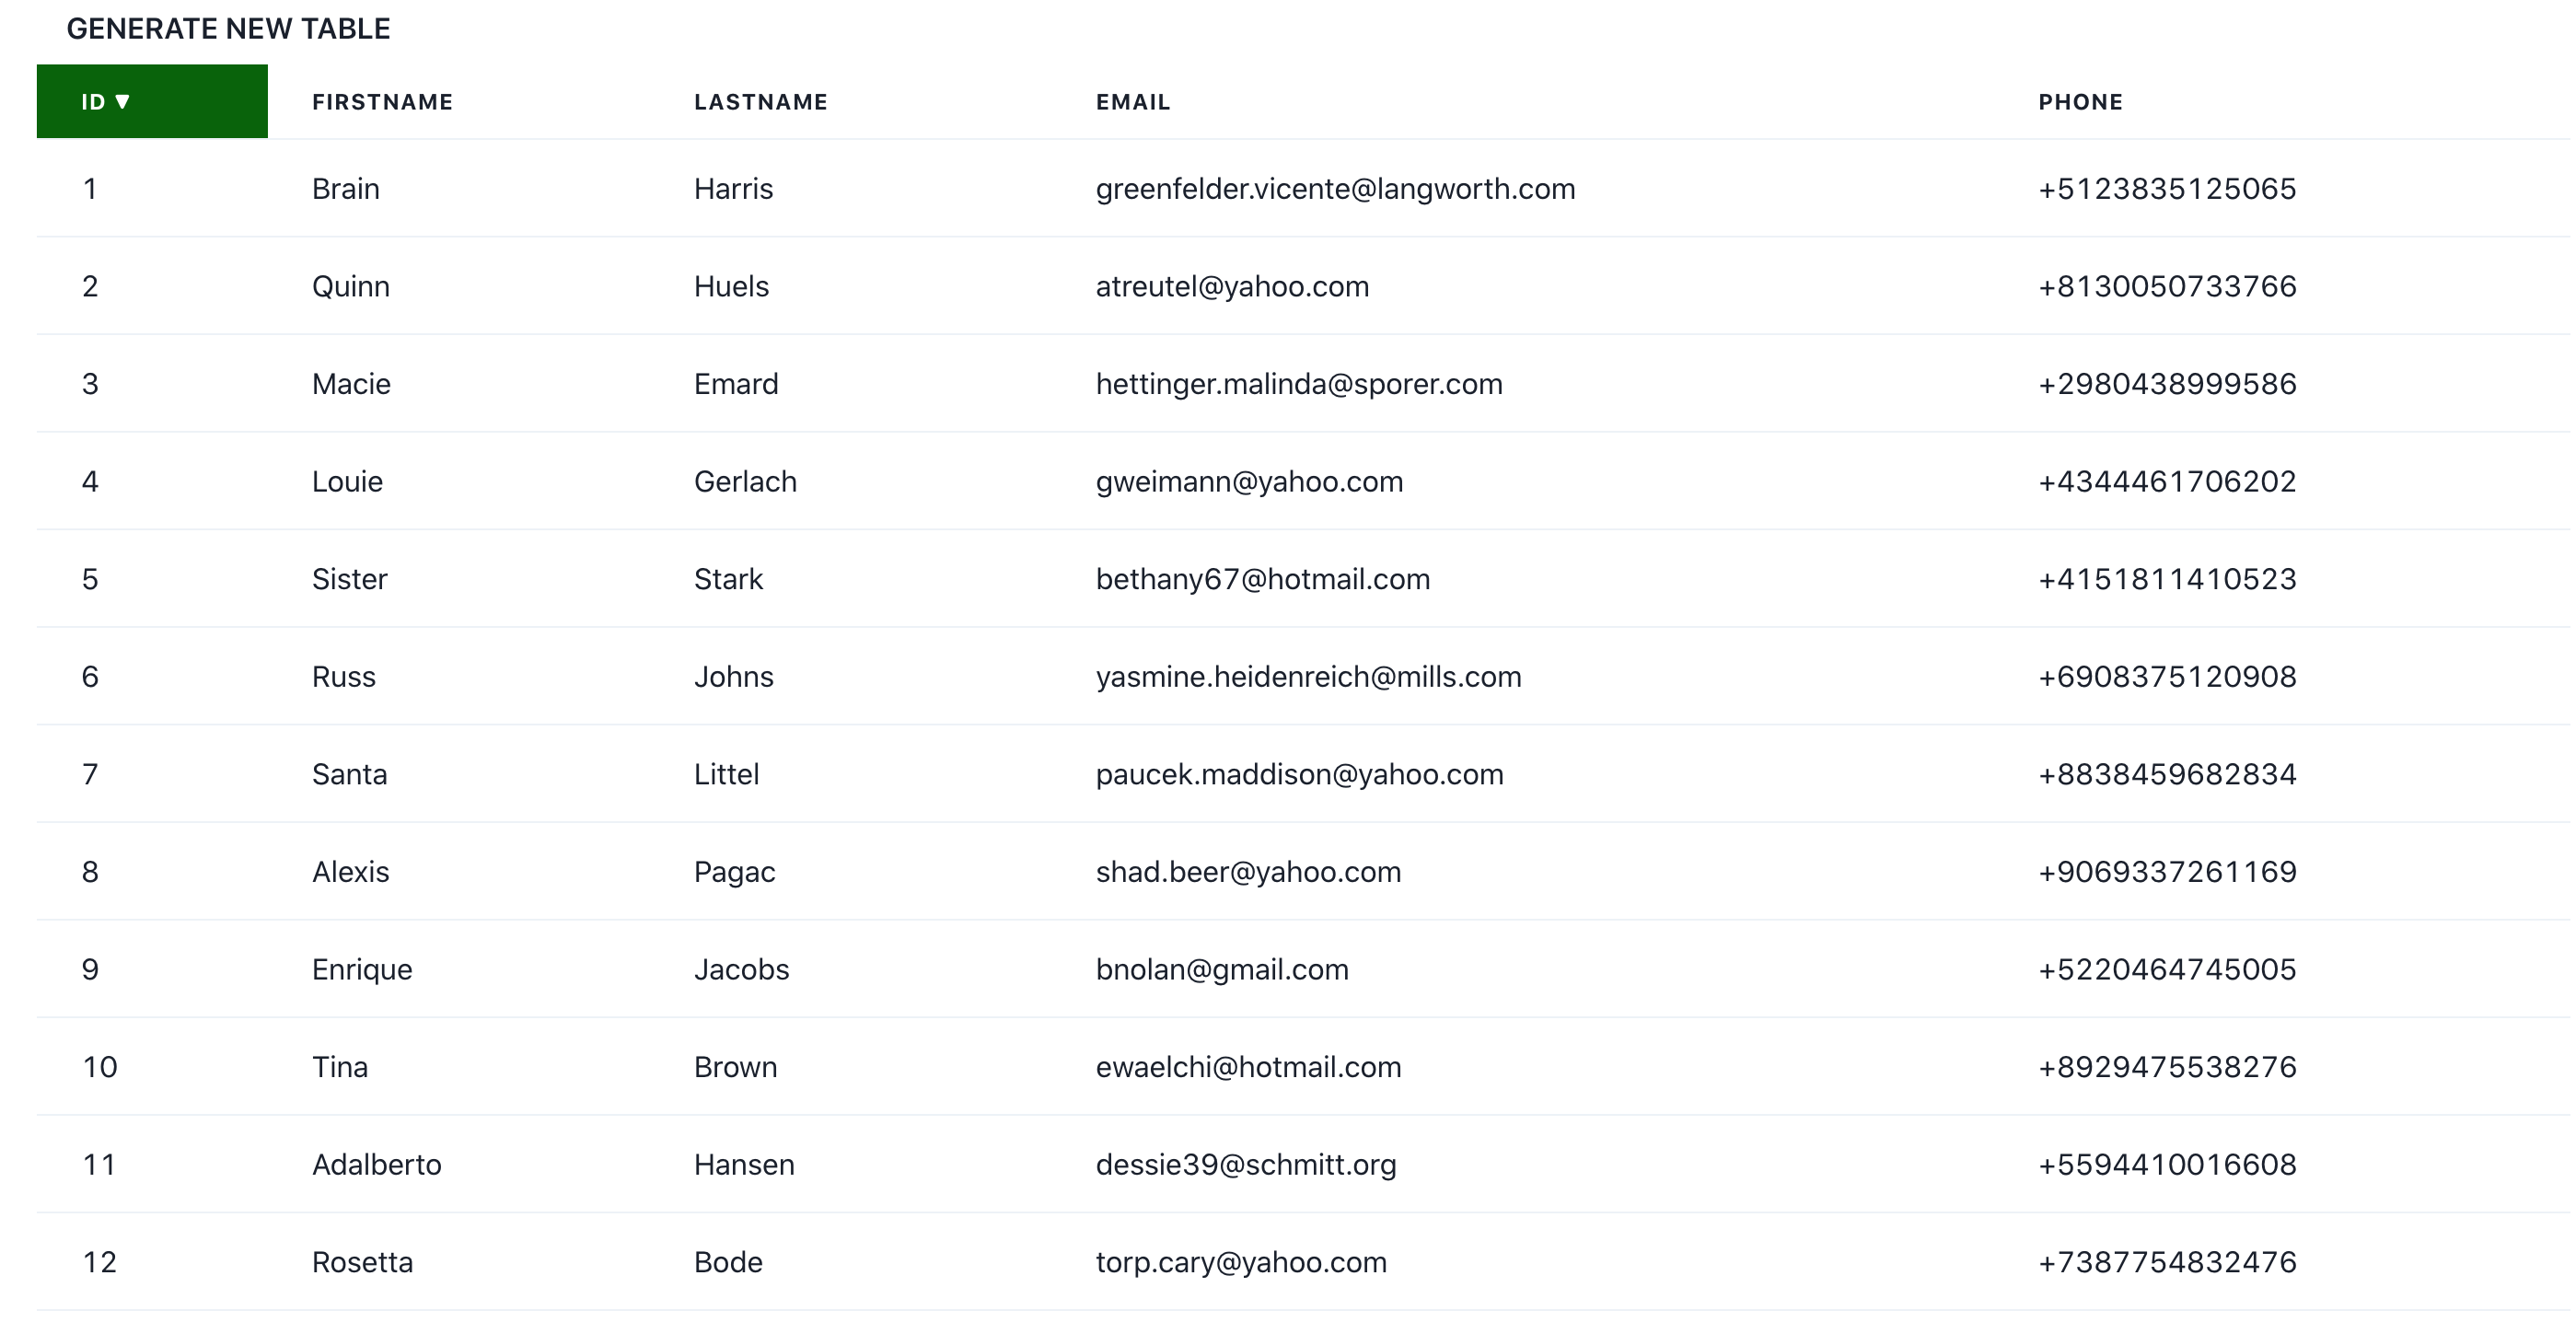 GENERATE NEW TABLE
ID ▼ FIRSTNAME LASTNAME EMAIL PHONE
1 Brain Harris greenfelder.vicente@langworth.com +5123835125065
2 Quinn Huels atreutel@yahoo.com +8130050733766
3 Macie Emard hettinger.malinda@sporer.com +2980438999586
4 Louie Gerlach gweimann@yahoo.com +4344461706202
5 Sister Stark bethany67@hotmail.com +4151811410523
6 Russ Johns yasmine.heidenreich@mills.com +6908375120908
7 Santa Littel paucek.maddison@yahoo.com +8838459682834
8 Alexis Pagac shad.beer@yahoo.com +9069337261169
9 Enrique Jacobs bnolan@gmail.com +5220464745005
10 Tina Brown ewaelchi@hotmail.com +8929475538276
11 Adalberto Hansen dessie39@schmitt.org +5594410016608
12 Rosetta Bode torp.cary@yahoo.com +7387754832476